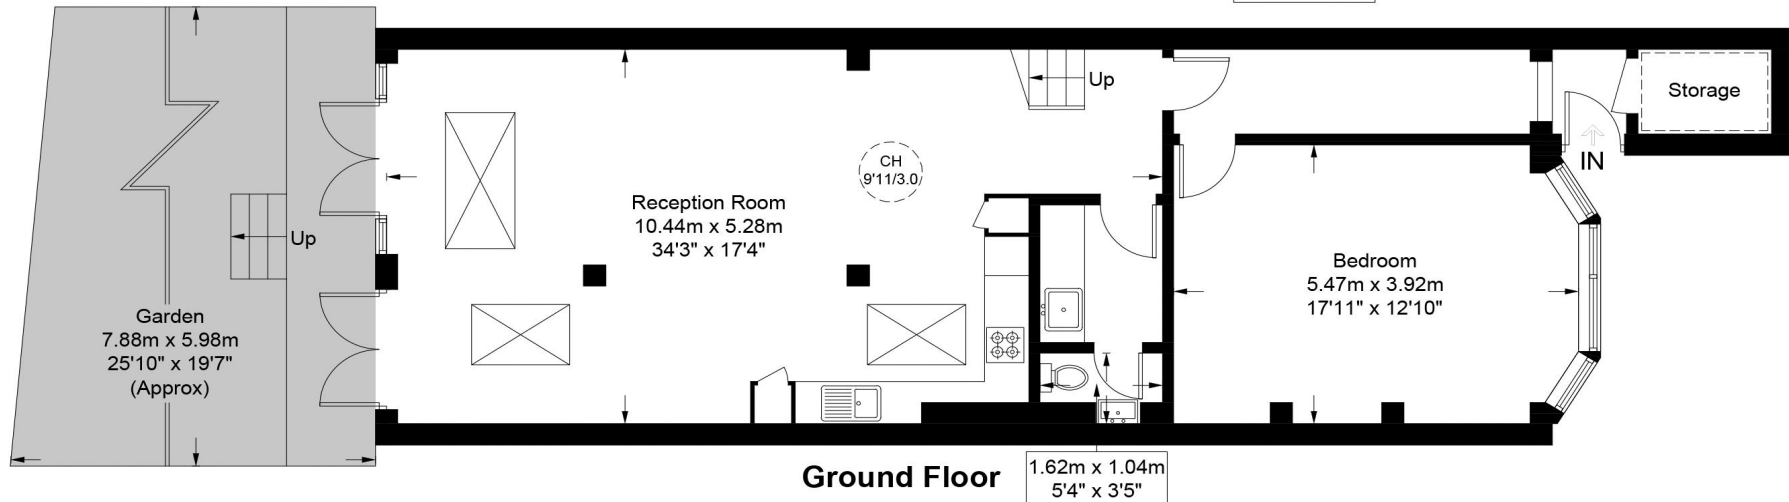 Up
Storage
CH
9'11/3.0
IN
Reception Room
10.44m x 5.28m
34'3" x 17'4"
Up
Bedroom
5.47m x 3.92m
17'11" x 12'10"
Garden
7.88m x 5.98m
25'10" x 19'7"
(Approx)
Ground Floor
1.62m x 1.04m
5'4" x 3'5"